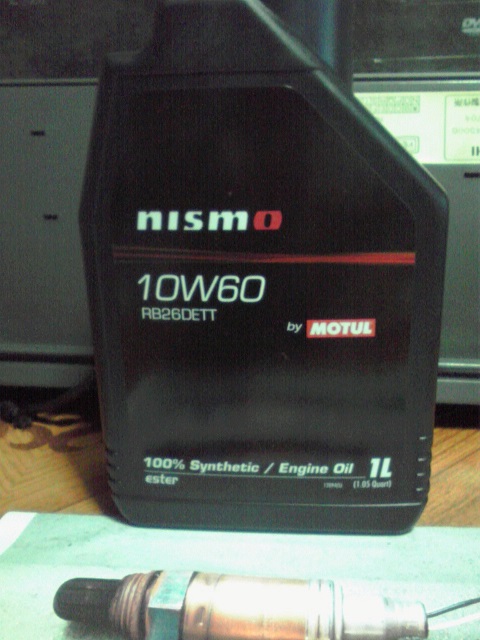 nismo
10W60
RB26DETT
by MOTUL
100% Synthetic / Engine Oil 1L
ester (1.05 Quart)